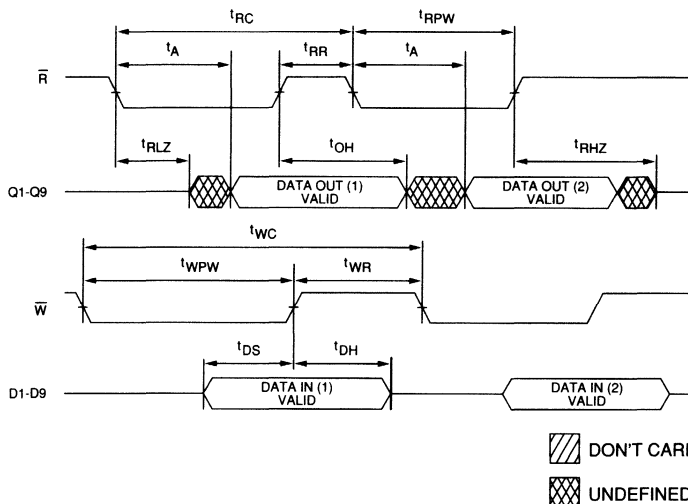 tRC tRPW
tA tRR tA
R
tRLZ tOH tRHZ
Q1-Q9 DATA OUT (1) VALID DATA OUT (2) VALID
tWC
tWPW tWR
W
tDS tDH
D1-D9 DATA IN (1) VALID DATA IN (2) VALID
DON'T CAR
UNDEFINED